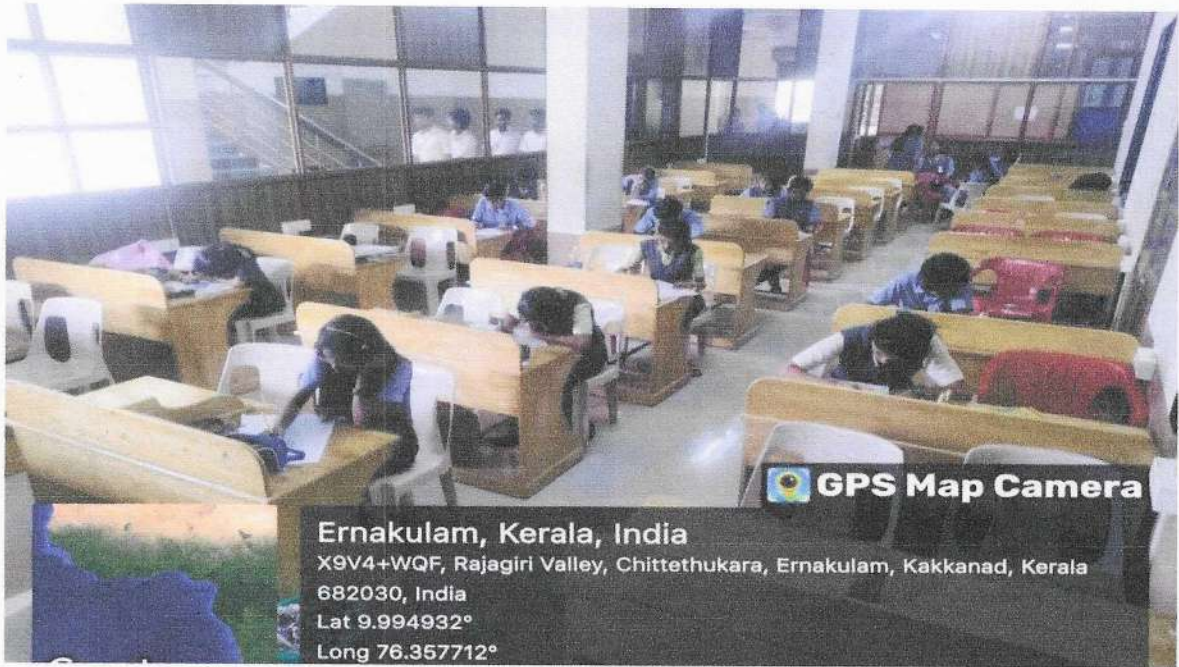 GPS Map Camera
Ernakulam, Kerala, India
X9V4+WQF, Rajagiri Valley, Chittethukara, Ernakulam, Kakkanad, Kerala
682030, India
Lat 9.994932°
Long 76.357712°